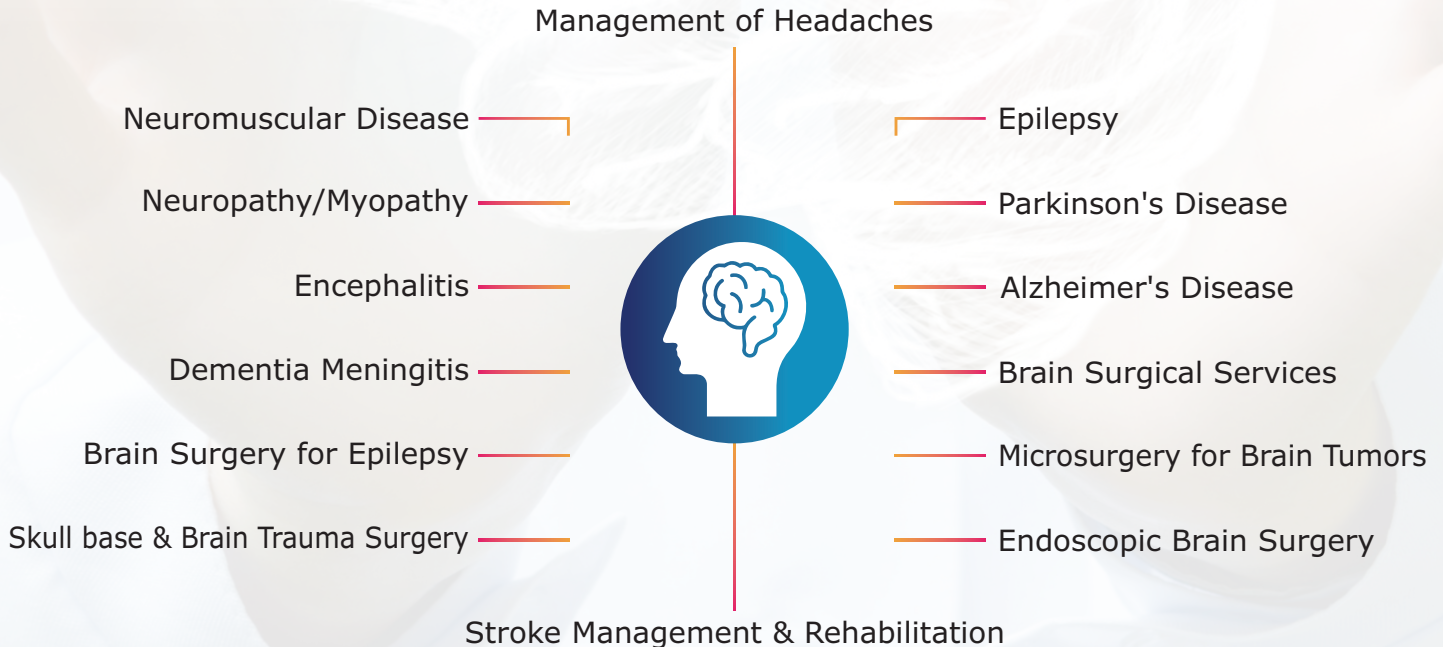 Management of Headaches
Neuromuscular Disease
Neuropathy/Myopathy
Encephalitis
Dementia Meningitis
Brain Surgery for Epilepsy
Skull base & Brain Trauma Surgery
Epilepsy
Parkinson's Disease
Alzheimer's Disease
Brain Surgical Services
Microsurgery for Brain Tumors
Endoscopic Brain Surgery
Stroke Management & Rehabilitation